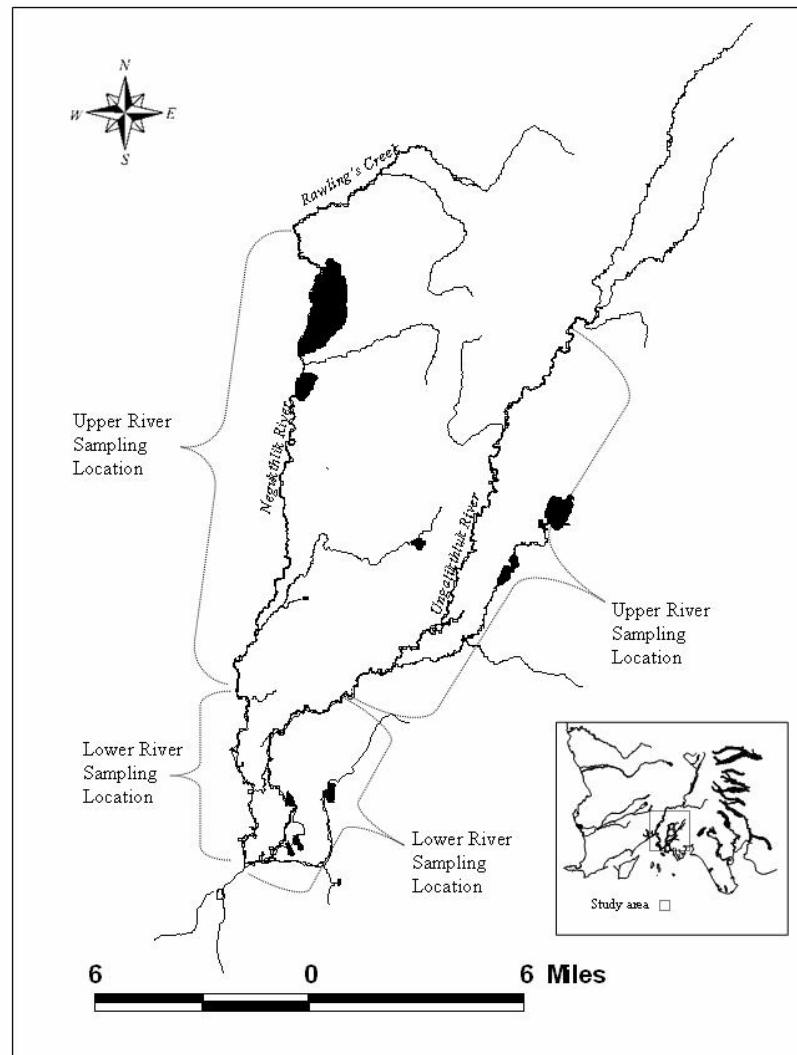 N
W E
S
Rawling's Creek
Negukthlik River
Ungalikthluk River
Upper River
Sampling
Location
Upper River
Sampling
Location
Lower River
Sampling
Location
Lower River
Sampling
Location
Study area
6 0 6 Miles